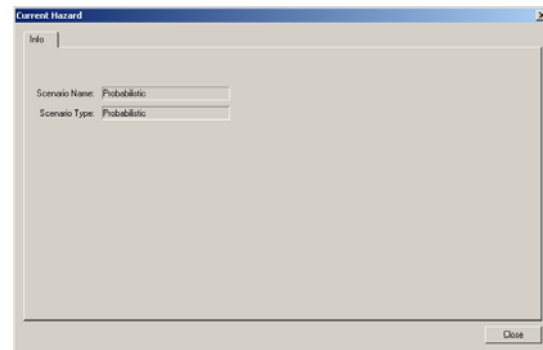 Current Hazard
Info
Scenario Name: Probabilistic
Scenario Type: Probabilistic
Close